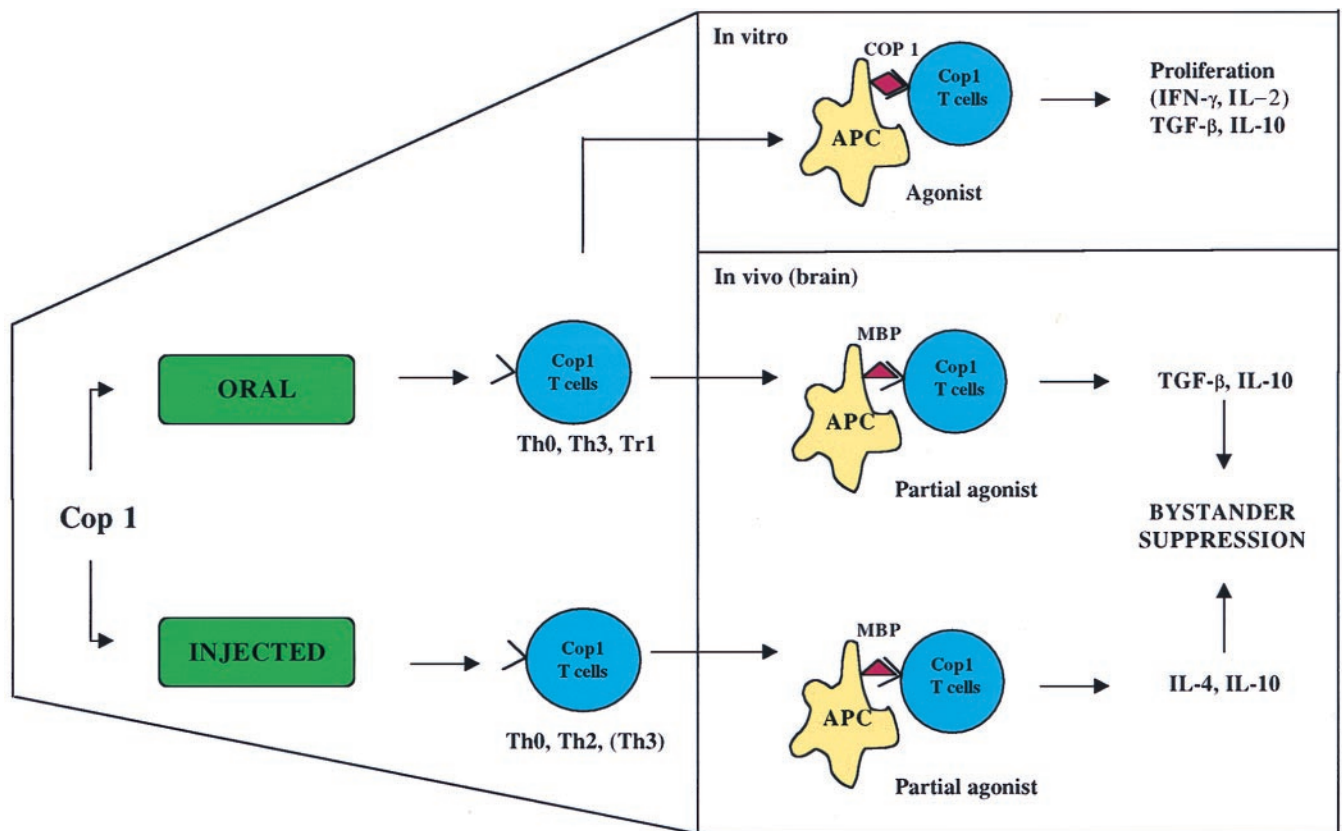 In vitro
COP 1
Cop1
T cells
APC
Agonist
Proliferation
(IFN-γ, IL–2)
TGF-β, IL-10
In vivo (brain)
Cop 1
ORAL
Cop1
T cells
Th0, Th3, Tr1
MBP
Cop1
T cells
APC
Partial agonist
TGF-β, IL-10
BYSTANDER
SUPPRESSION
INJECTED
Cop1
T cells
Th0, Th2, (Th3)
MBP
Cop1
T cells
APC
Partial agonist
IL-4, IL-10